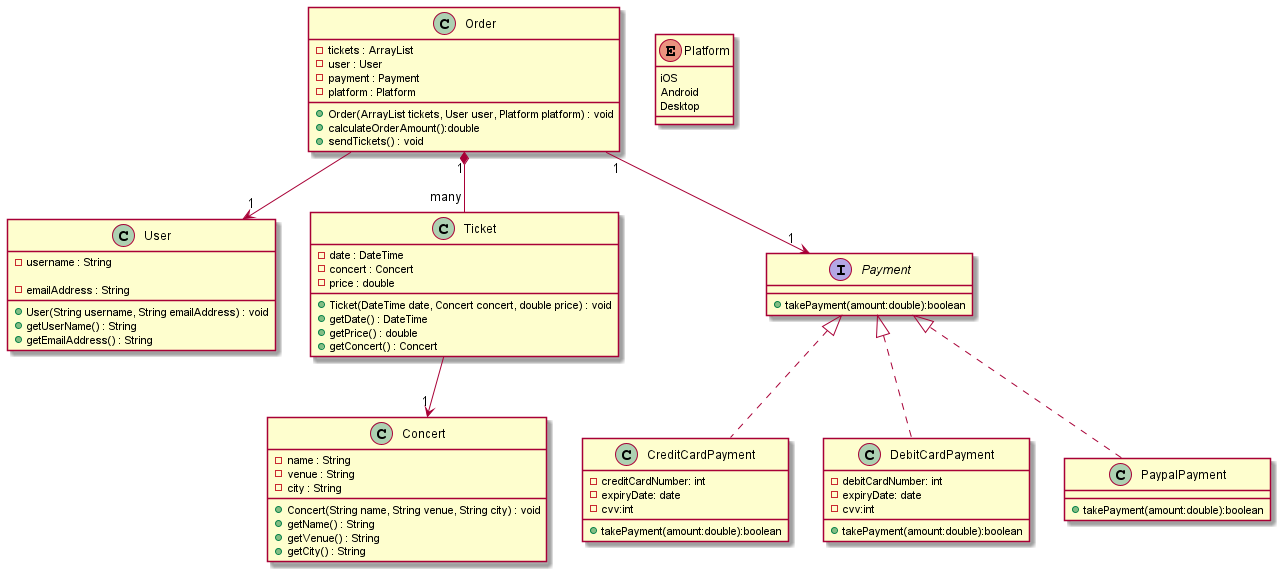 C Order
tickets : ArrayList
user : User
payment : Payment
platform : Platform
Order(ArrayList tickets, User user, Platform platform) : void
calculateOrderAmount():double
sendTickets() : void
E Platform
iOS
Android
Desktop
1
1
1
many
1
C User
username : String
emailAddress : String
User(String username, String emailAddress) : void
getUserName() : String
getEmailAddress() : String
C Ticket
date : DateTime
concert : Concert
price : double
Ticket(DateTime date, Concert concert, double price) : void
getDate() : DateTime
getPrice() : double
getConcert() : Concert
I Payment
takePayment(amount:double):boolean
1
C Concert
name : String
venue : String
city : String
Concert(String name, String venue, String city) : void
getName() : String
getVenue() : String
getCity() : String
C CreditCardPayment
creditCardNumber: int
expiryDate: date
cvv:int
takePayment(amount:double):boolean
C DebitCardPayment
debitCardNumber: int
expiryDate: date
cvv:int
takePayment(amount:double):boolean
C PaypalPayment
takePayment(amount:double):boolean